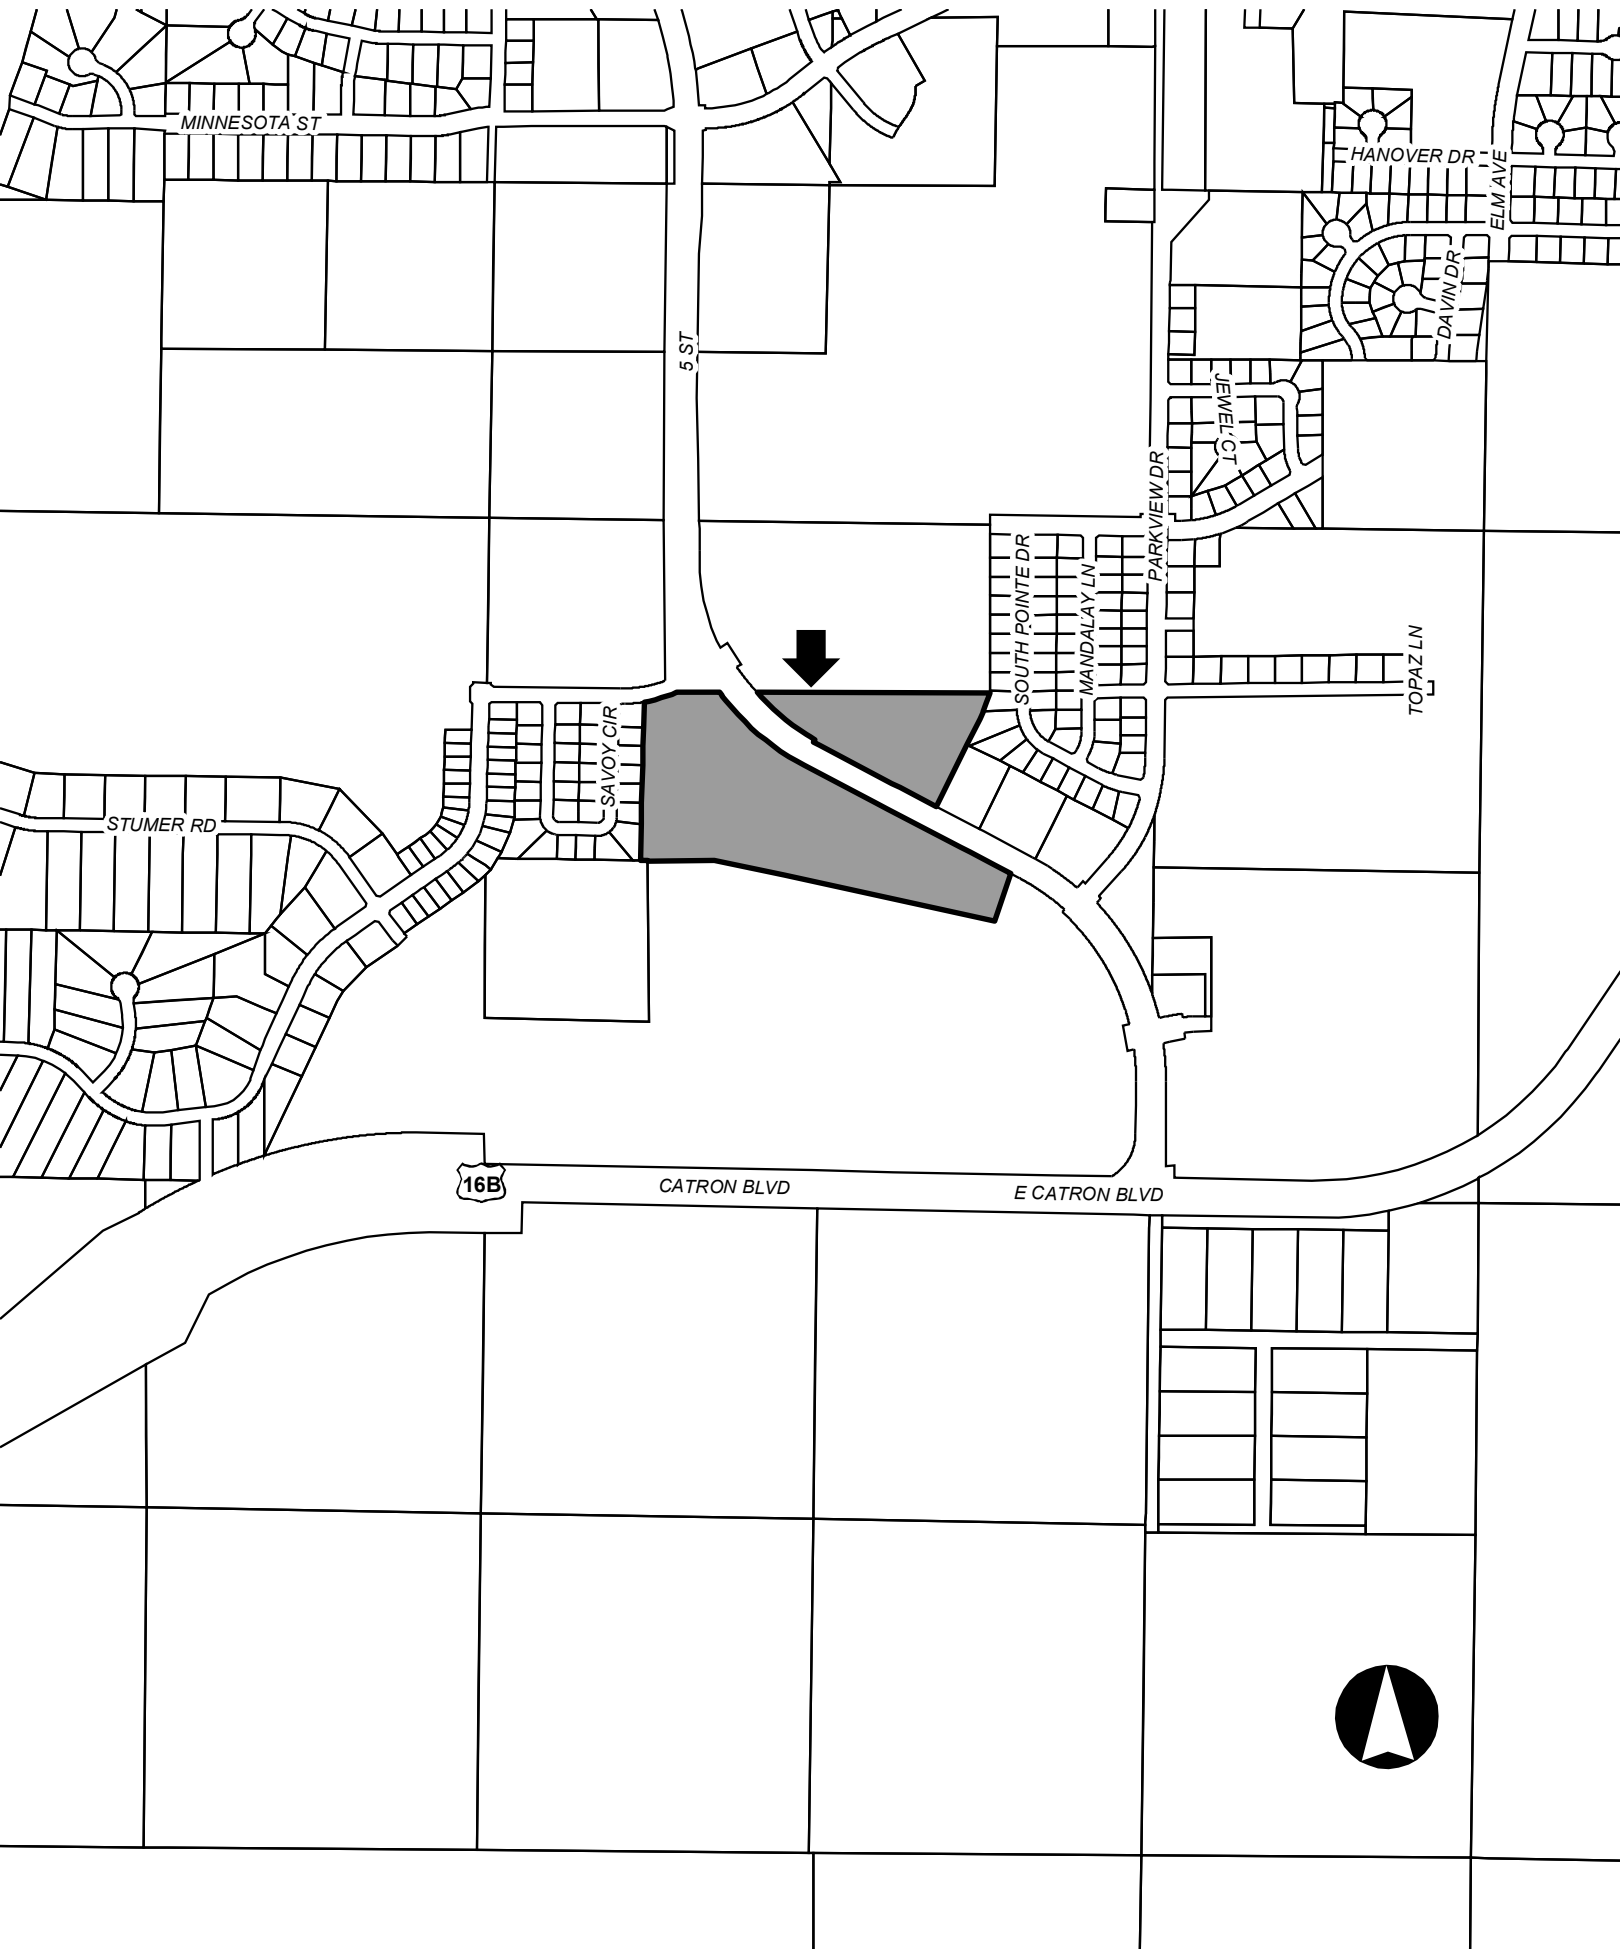 MINNESOTA ST
HANOVER DR
ELM AVE
DAVIN DR
5 ST
JEWEL CT
PARKVIEW DR
SOUTH POINTE DR
MANDALAY LN
TOPAZ LN
SAVOY CIR
STUMER RD
16B
CATRON BLVD
E CATRON BLVD